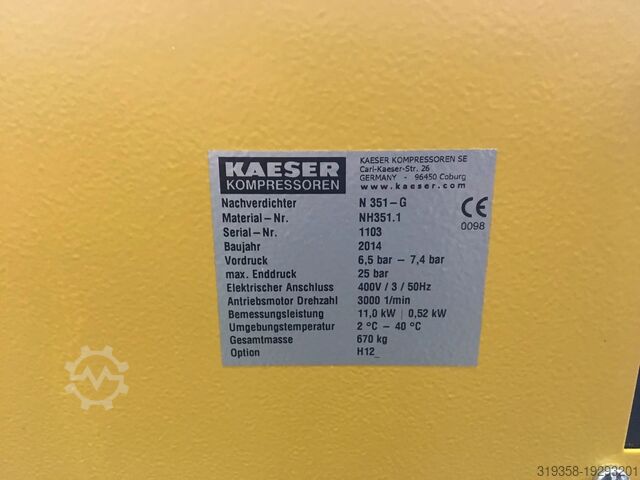 KAESER
KOMPRESSOREN
KAESER KOMPRESSOREN SE
Carl-Kaeser-Str. 26
GERMANY - 96450 Coburg
www.kaeser.com
Nachverdichter N 351-G
Material-Nr. NH351.1
Serial-Nr. 1103
Baujahr 2014
Vordruck 6,5 bar - 7,4 bar
max. Enddruck 25 bar
Elektrischer Anschluss 400V / 3 / 50Hz
Antriebsmotor Drehzahl 3000 1/min
Bemessungsleistung 11,0 kW | 0,52 kW
Umgebungstemperatur 2 °C - 40 °C
Gesamtmasse 670 kg
Option H12_
CE
0098
319358-19293201